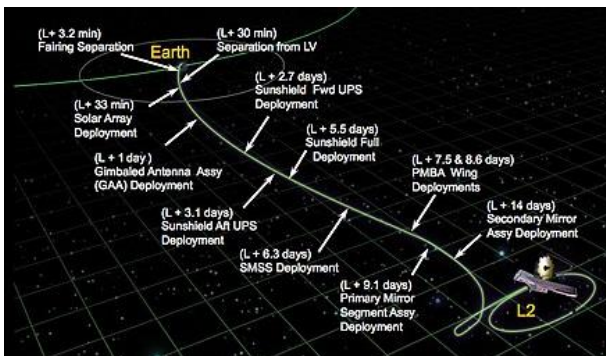 (L+ 3.2 min)
Fairing Separation
Earth
(L+ 30 min)
Separation from LV
(L+ 33 min)
Solar Array
Deployment
(L+ 2.7 days)
Sunshield Fwd UPS
Deployment
(L+ 1 day )
Gimbaled Antenna Assy
(GAA) Deployment
(L+ 5.5 days)
Sunshield Full
Deployment
(L+ 3.1 days)
Sunshield Aft UPS
Deployment
(L + 7.5 & 8.6 days)
PMBA Wing
Deployments
(L +6.3 days)
SMSS Deployment
(L + 14 days)
Secondary Mirror
Assy Deployment
(L +9.1 days)
Primary Mirror
Segment Assy
Deployment
L2